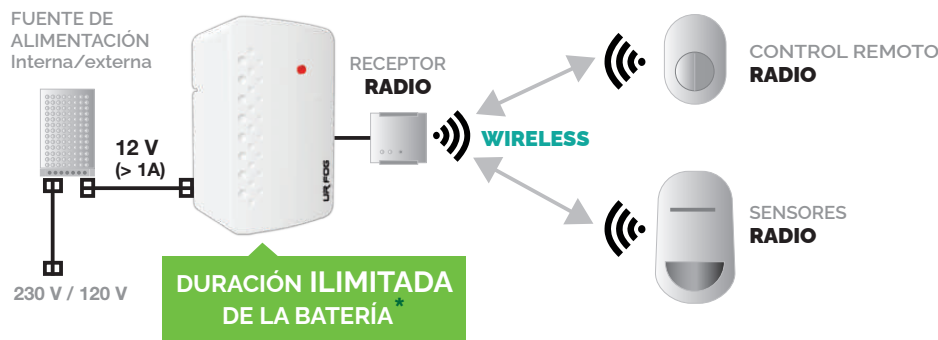 FUENTE DE
ALIMENTACIÓN
Interna/externa
12 V
(> 1A)
230 V / 120 V
UR FOG
RECEPTOR
RADIO
WIRELESS
CONTROL REMOTO
RADIO
SENSORES
RADIO
DURACIÓN ILIMITADA
DE LA BATERÍA*